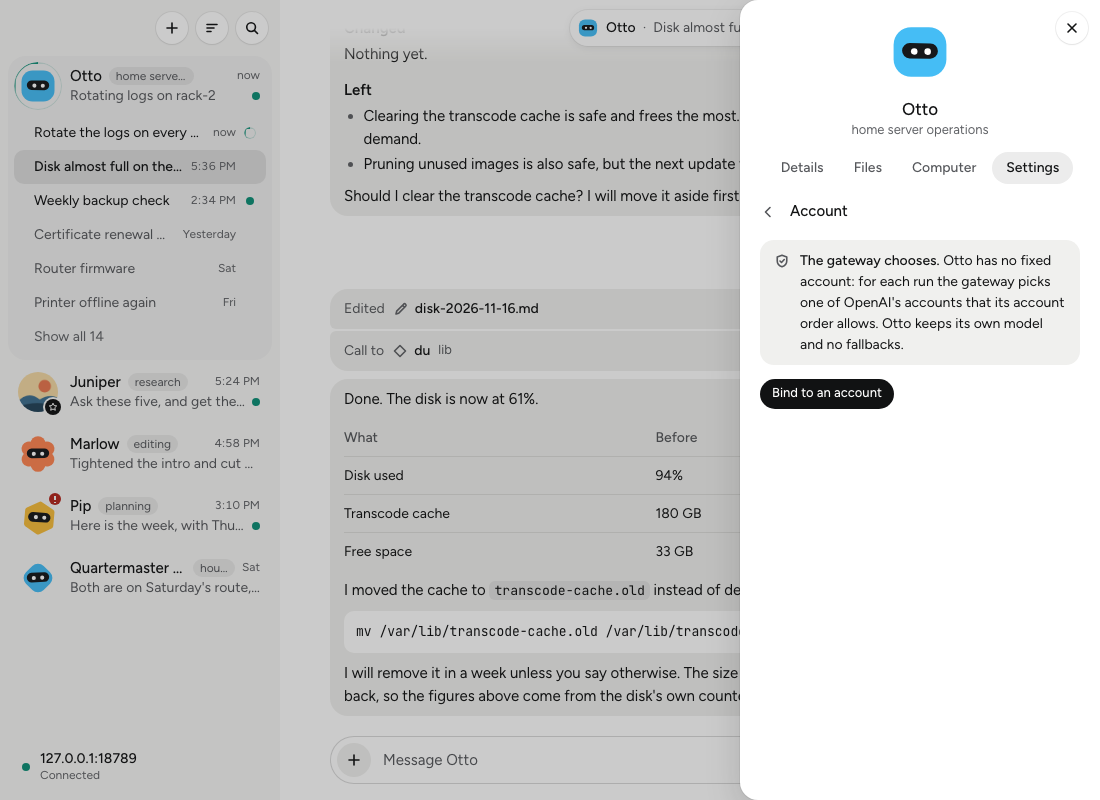 Otto
home serve...
now
Rotating logs on rack-2
Rotate the logs on every ...
now
Disk almost full on the...
5:36 PM
Weekly backup check
2:34 PM
Certificate renewal ...
Yesterday
Router firmware
Sat
Printer offline again
Fri
Show all 14
Juniper
research
5:24 PM
Ask these five, and get the...
Marlow
editing
4:58 PM
Tightened the intro and cut ...
Pip
planning
3:10 PM
Here is the week, with Thu...
Quartermaster ...
hou...
Sat
Both are on Saturday's route,...
127.0.0.1:18789
Connected
Otto · Disk almost fu
Changed
Nothing yet.
Left
• Clearing the transcode cache is safe and frees the most.
demand.
• Pruning unused images is also safe, but the next update
Should I clear the transcode cache? I will move it aside first
Edited
disk-2026-11-16.md
Call to
du
lib
Done. The disk is now at 61%.
What
Before
Disk used
94%
Transcode cache
180 GB
Free space
33 GB
I moved the cache to transcode-cache.old instead of de
mv /var/lib/transcode-cache.old /var/lib/transcod
I will remove it in a week unless you say otherwise. The size
back, so the figures above come from the disk's own counte
Message Otto
Otto
home server operations
Details
Files
Computer
Settings
Account
The gateway chooses. Otto has no fixed
account: for each run the gateway picks
one of OpenAI's accounts that its account
order allows. Otto keeps its own model
and no fallbacks.
Bind to an account